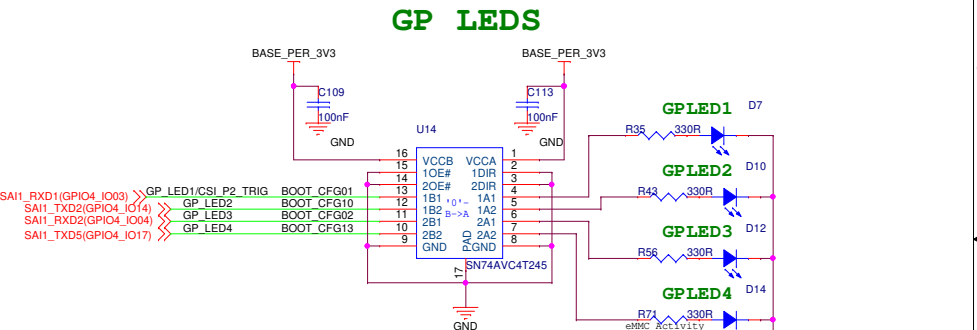 GP LEDS
BASE_PER_3V3
BASE_PER_3V3
C109
100nF
GND
C113
100nF
GND
U14
16 VCCB VCCA 1
15 1OE# 1DIR 2
14 2OE# 2DIR 3
13 1B1 1A1 4
12 1B2 1A2 5
11 2B1 2A1 6
10 2B2 2A2 7
9 GND GND 8
'0'-
B->A
PAD
17
SN74AVC4T245
GND
SAI1_RXD1(GPIO4_IO03) GP_LED1/CSI_P2_TRIG BOOT_CFG01
SAI1_TXD2(GPIO4_IO14) GP_LED2 BOOT_CFG10
SAI1_RXD2(GPIO4_IO04) GP_LED3 BOOT_CFG02
SAI1_TXD5(GPIO4_IO17) GP_LED4 BOOT_CFG13
GPLED1 D7
R35 330R
GPLED2 D10
R43 330R
GPLED3 D12
R56 330R
GPLED4 D14
R71 330R
eMMC Activity